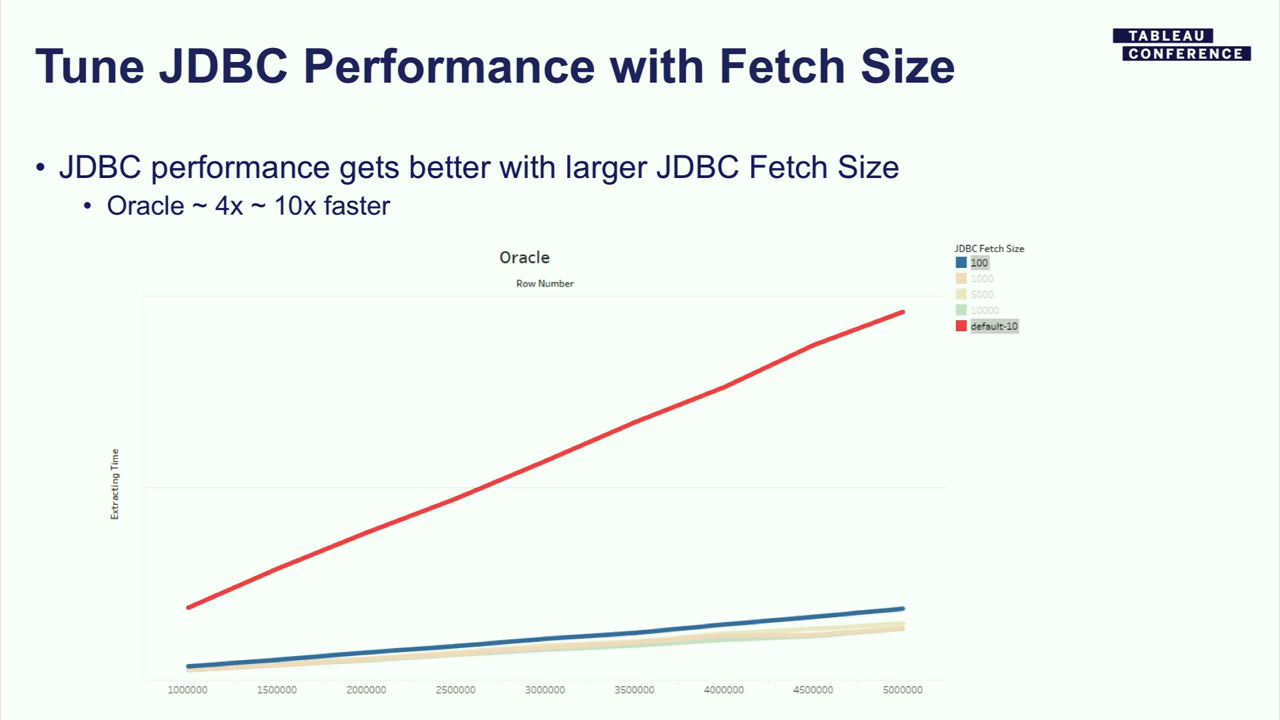 Tune JDBC Performance with Fetch Size
TABLEAU
CONFERENCE
• JDBC performance gets better with larger JDBC Fetch Size
• Oracle ~ 4x ~ 10x faster
Oracle
Row Number
JDBC Fetch Size
100
1000
5000
10000
default-10
Extracting Time
1000000 1500000 2000000 2500000 3000000 3500000 4000000 4500000 5000000